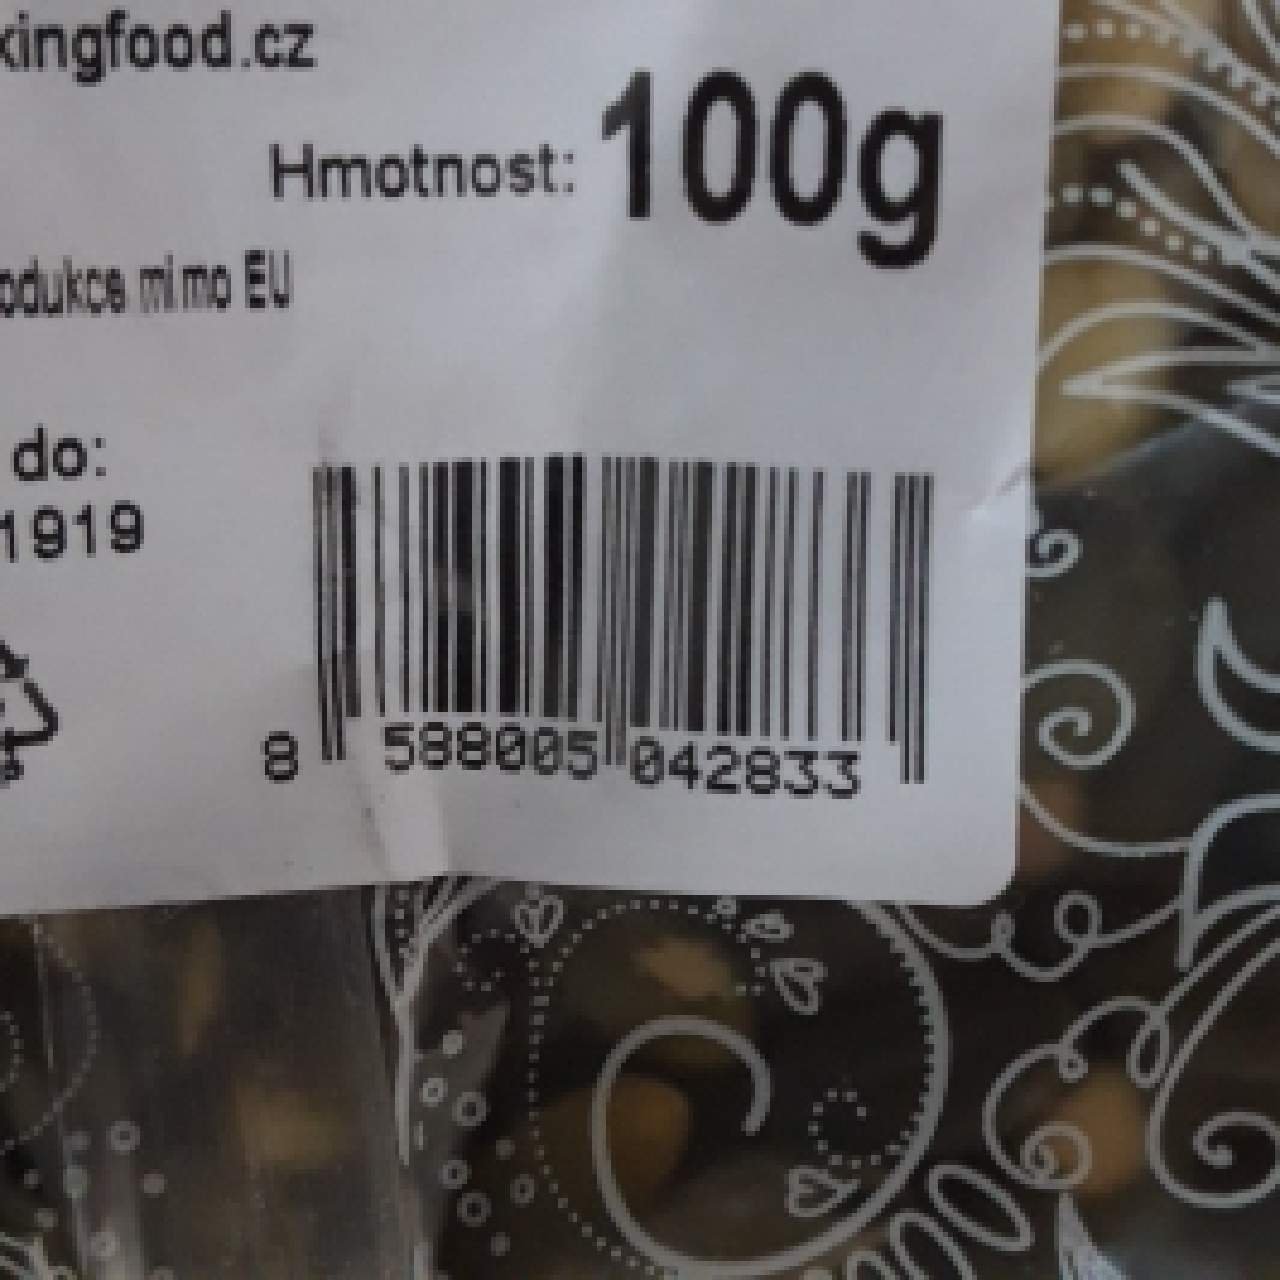 kingfood.cz
Hmotnost: 100g
odukce mimo EU
do:
1919
8 588005 042833